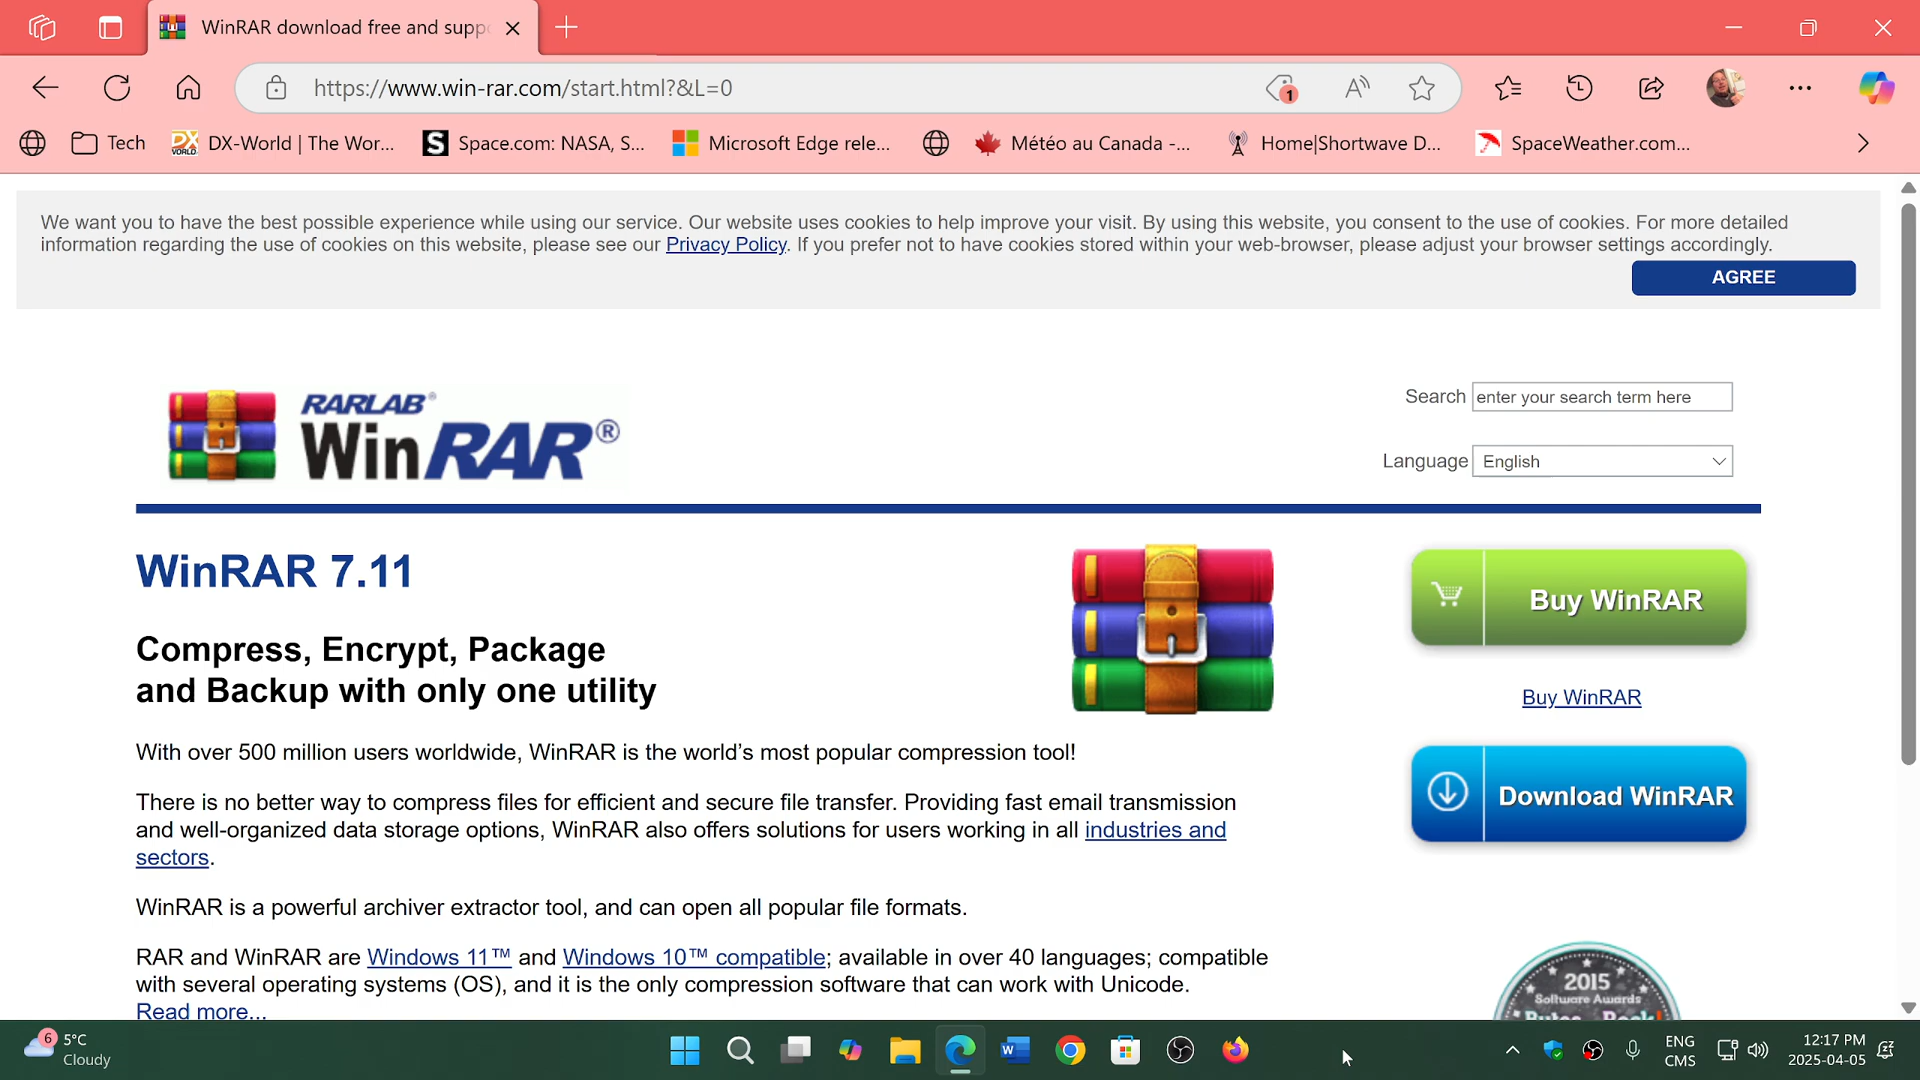 WinRAR download free and supp
https://www.win-rar.com/start.html?&L=0
1
Tech
DX-World | The Wor...
Space.com: NASA, S...
Microsoft Edge rele...
Météo au Canada -...
Home|Shortwave D...
SpaceWeather.com...
We want you to have the best possible experience while using our service. Our website uses cookies to help improve your visit. By using this website, you consent to the use of cookies. For more detailed
information regarding the use of cookies on this website, please see our Privacy Policy. If you prefer not to have cookies stored within your web-browser, please adjust your browser settings accordingly.
AGREE
RARLAB®
WinRAR®
Search enter your search term here
Language English
WinRAR 7.11
Compress, Encrypt, Package
and Backup with only one utility
With over 500 million users worldwide, WinRAR is the world’s most popular compression tool!
There is no better way to compress files for efficient and secure file transfer. Providing fast email transmission
and well-organized data storage options, WinRAR also offers solutions for users working in all industries and
sectors.
WinRAR is a powerful archiver extractor tool, and can open all popular file formats.
RAR and WinRAR are Windows 11™ and Windows 10™ compatible; available in over 40 languages; compatible
with several operating systems (OS), and it is the only compression software that can work with Unicode.
Read more...
Buy WinRAR
Buy WinRAR
Download WinRAR
2015
Software Awards
6
5°C
Cloudy
ENG
CMS
12:17 PM
2025-04-05